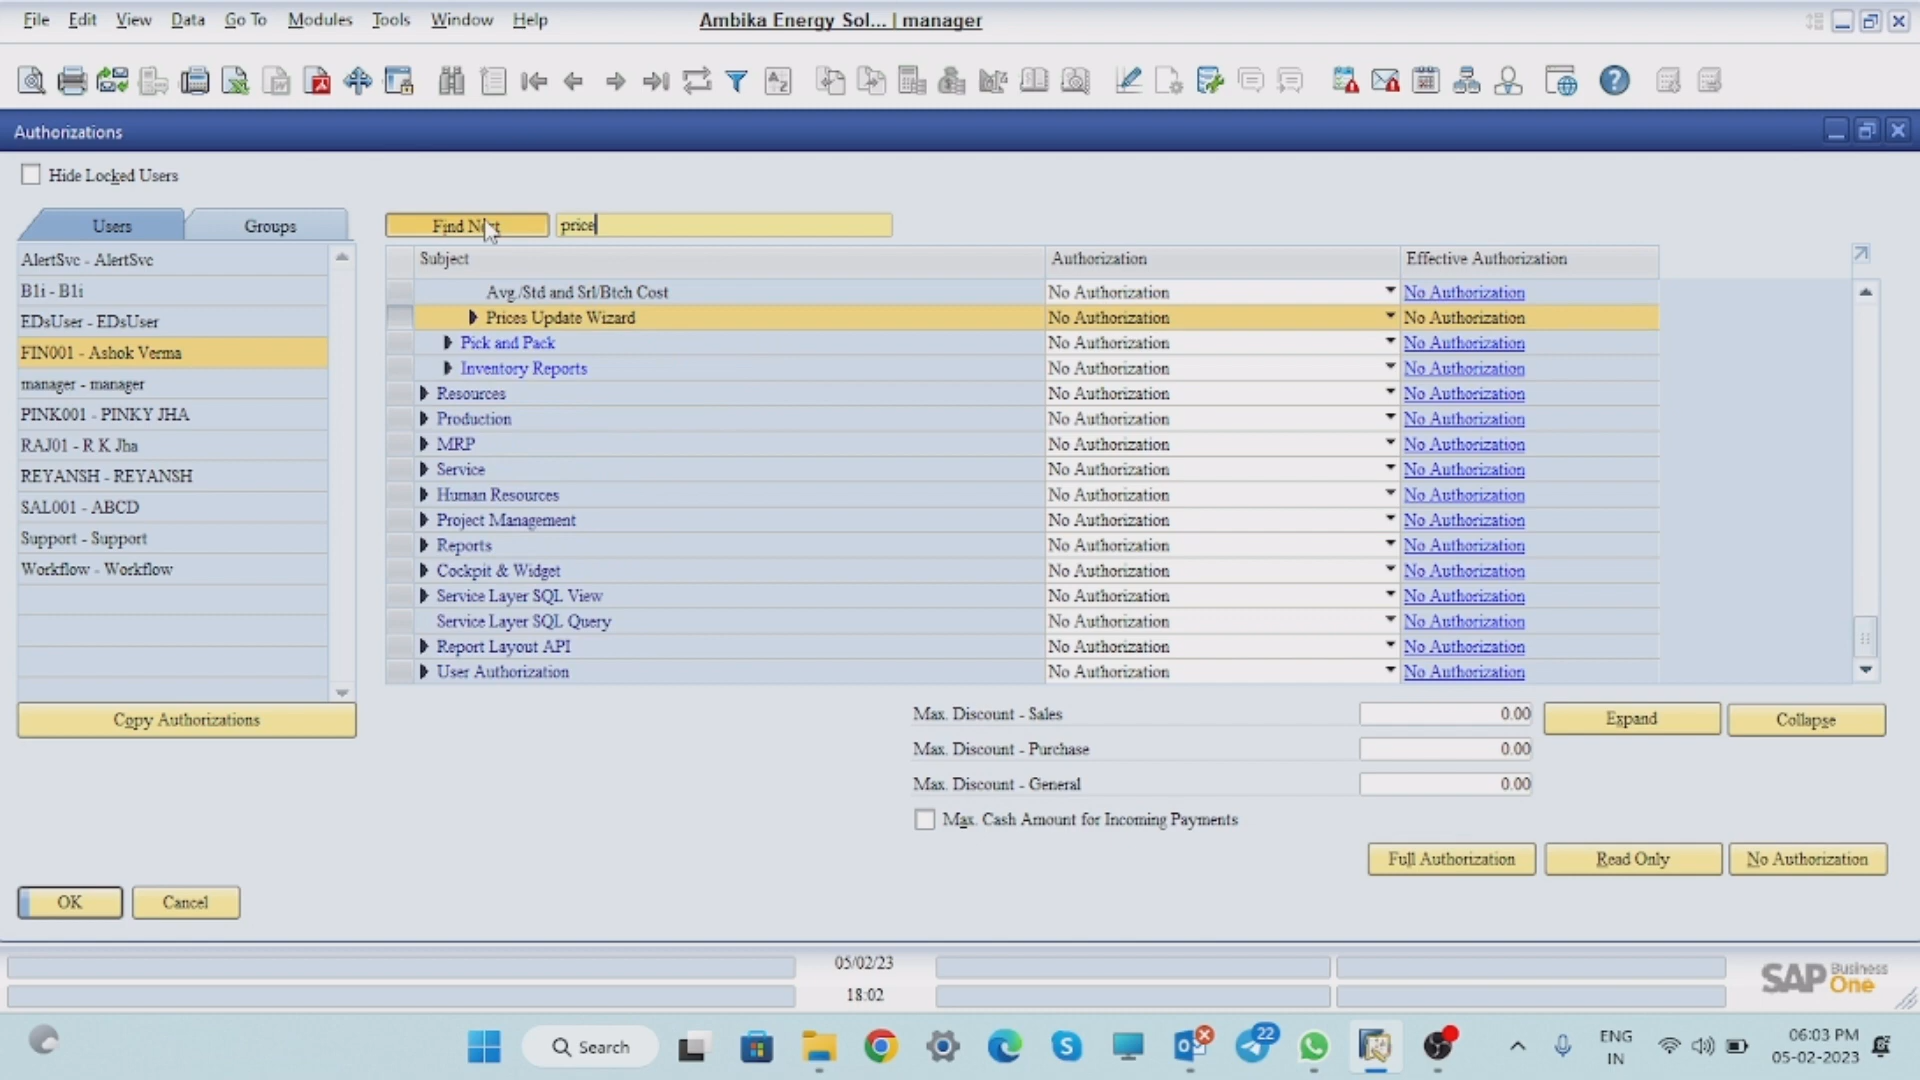 File Edit View Data Go To Modules Tools Window Help
Ambika Energy Sol... | manager
Authorizations
Hide Locked Users
Users Groups
Find price
Subject Authorization Effective Authorization
AlertSvc - AlertSvc
B1i - B1i
EDsUser - EDsUser
FIN001 - Ashok Verma
manager - manager
PINK001 - PINKY JHA
RAJ01 - R K Jha
REYANSH - REYANSH
SAL001 - ABCD
Support - Support
Workflow - Workflow
Avg./Std and Srl/Btch Cost No Authorization No Authorization
Prices Update Wizard No Authorization No Authorization
Pick and Pack No Authorization No Authorization
Inventory Reports No Authorization No Authorization
Resources No Authorization No Authorization
Production No Authorization No Authorization
MRP No Authorization No Authorization
Service No Authorization No Authorization
Human Resources No Authorization No Authorization
Project Management No Authorization No Authorization
Reports No Authorization No Authorization
Cockpit & Widget No Authorization No Authorization
Service Layer SQL View No Authorization No Authorization
Service Layer SQL Query No Authorization No Authorization
Report Layout API No Authorization No Authorization
User Authorization No Authorization No Authorization
Copy Authorizations
Max. Discount - Sales 0.00
Max. Discount - Purchase 0.00
Max. Discount - General 0.00
Max. Cash Amount for Incoming Payments
Expand Collapse
Full Authorization Read Only No Authorization
OK Cancel
05/02/23
18:02
SAP Business One
Search
22
ENG
IN
06:03 PM
05-02-2023